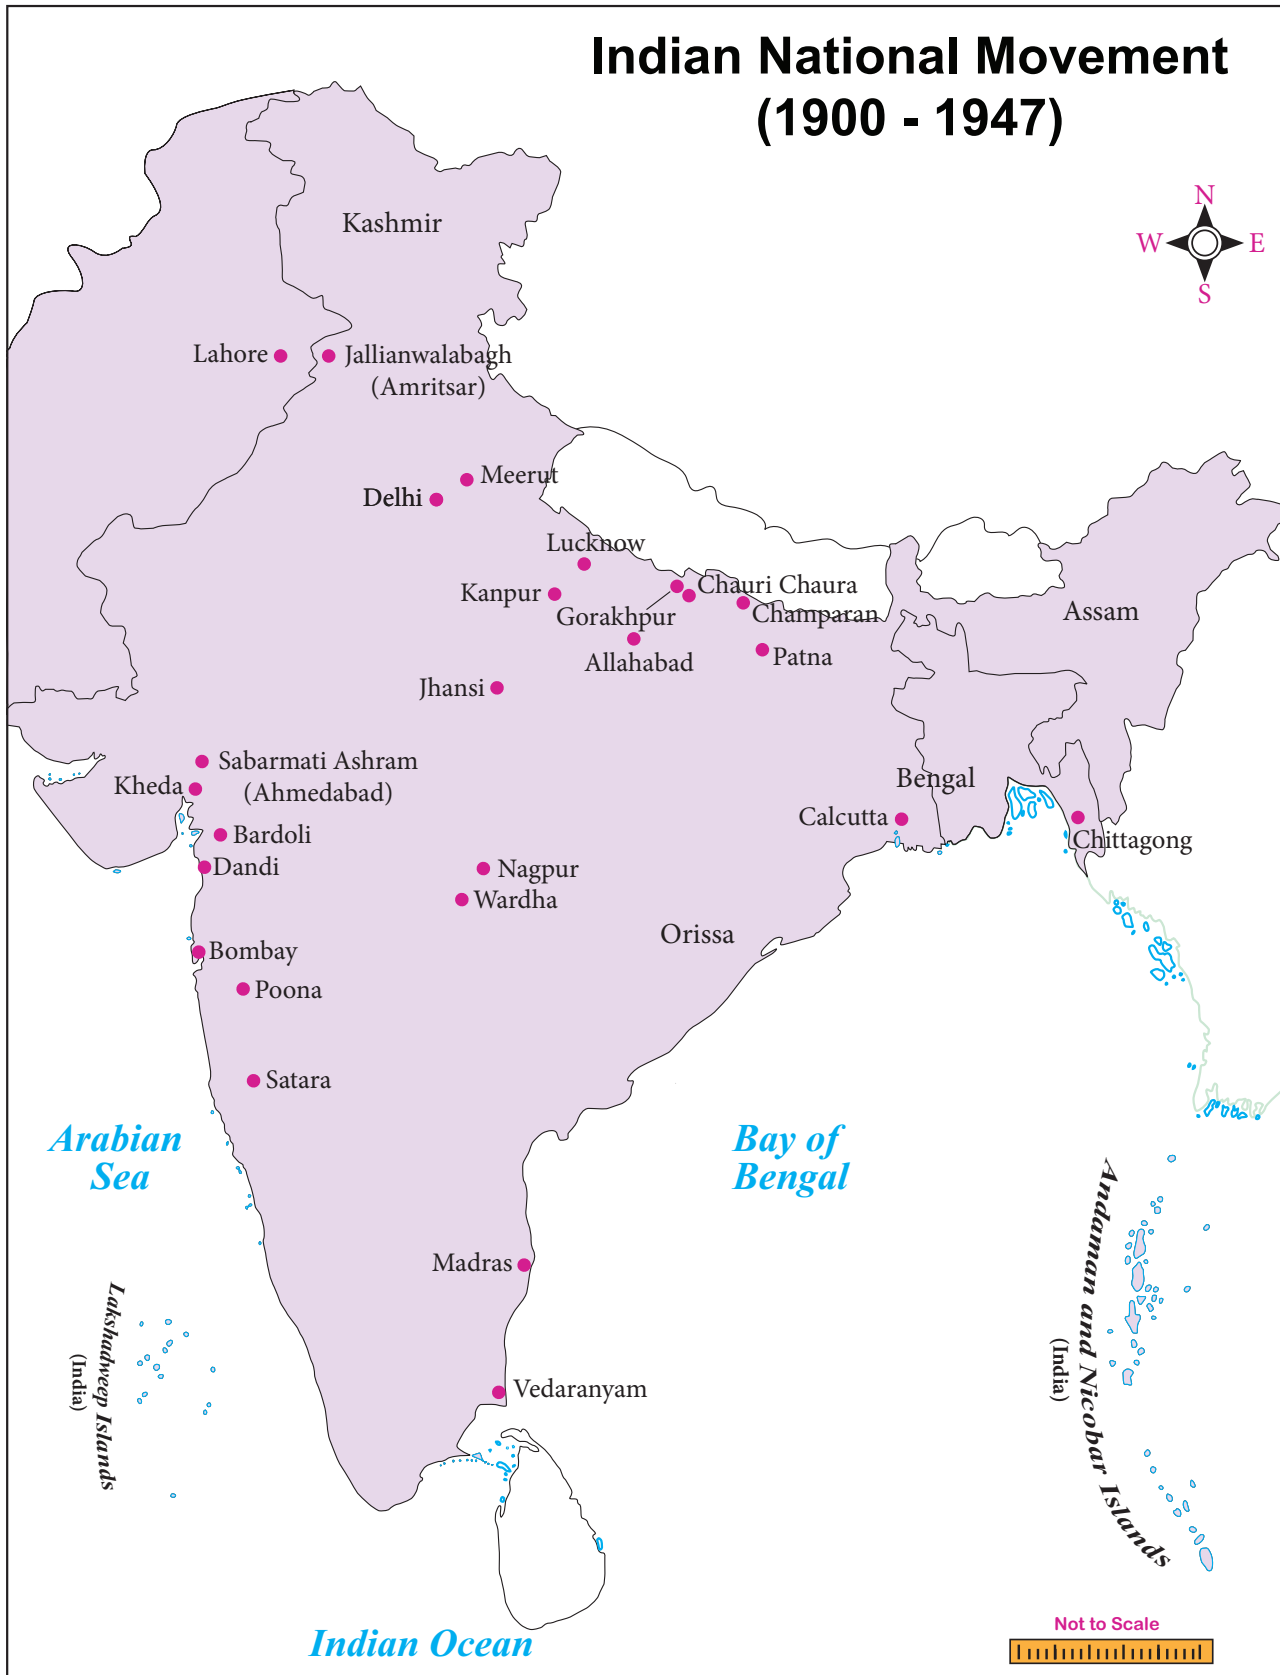 Indian National Movement
(1900 - 1947)
N
W
E
S
Kashmir
Lahore
Jallianwalabagh
(Amritsar)
Meerut
Delhi
Lucknow
Kanpur
Chauri Chaura
Gorakhpur
Champaran
Assam
Allahabad
Patna
Jhansi
Sabarmati Ashram
(Ahmedabad)
Kheda
Bengal
Calcutta
Bardoli
Chittagong
Dandi
Nagpur
Wardha
Orissa
Bombay
Poona
Satara
Arabian
Sea
Bay of
Bengal
Madras
Lakshadweep Islands
(India)
Andaman and Nicobar Islands
(India)
Vedaranyam
Indian Ocean
Not to Scale